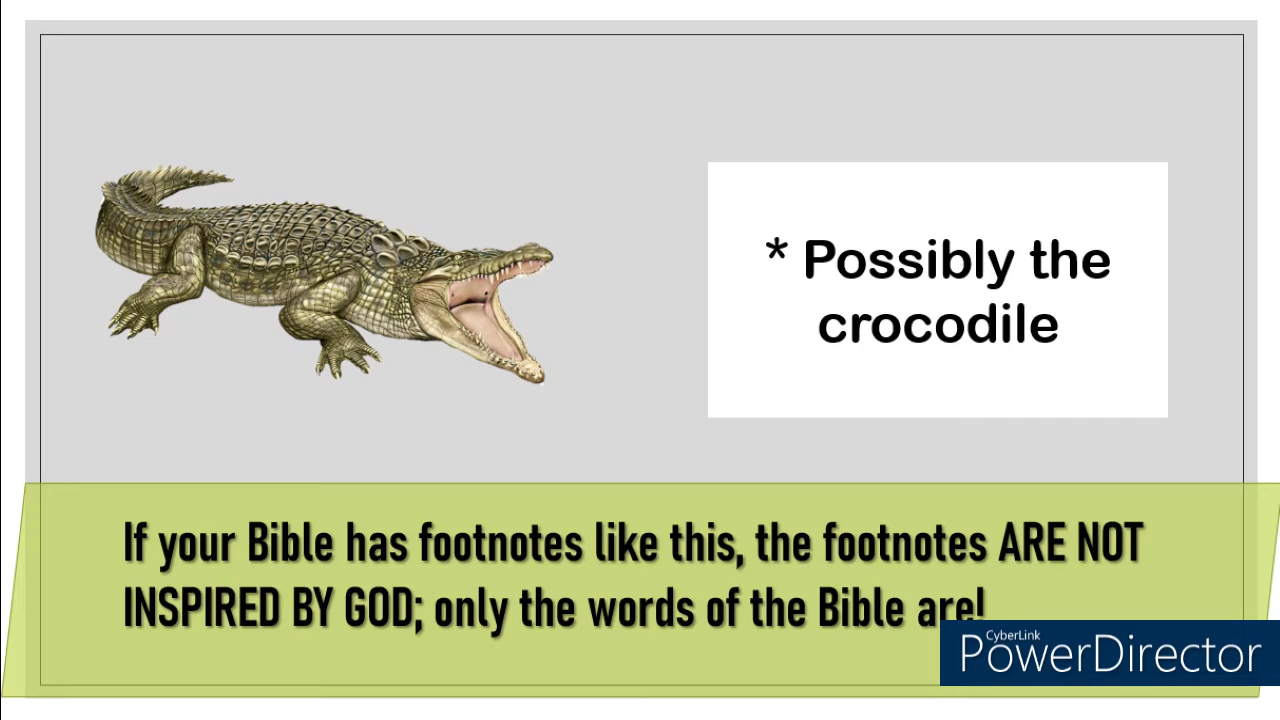 * Possibly the
crocodile
If your Bible has footnotes like this, the footnotes ARE NOT
INSPIRED BY GOD; only the words of the Bible are!
CyberLink
PowerDirector